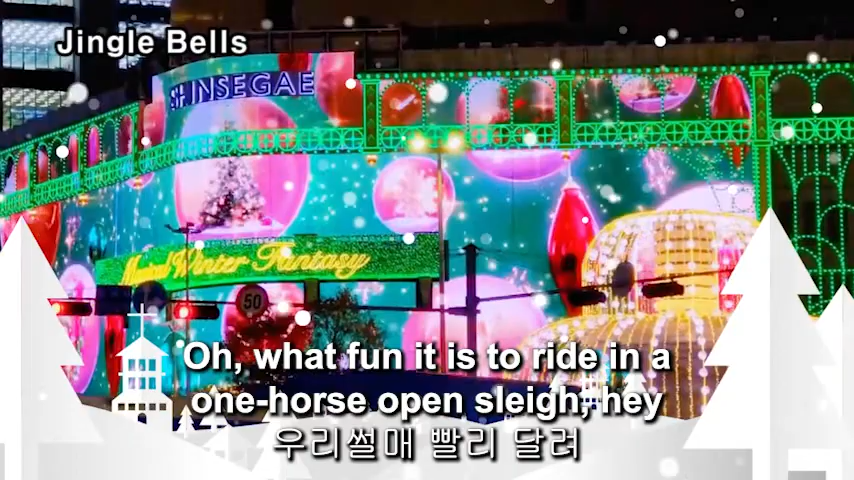 Jingle Bells
SHINSEGAE
Magical Winter Fantasy
50
Oh, what fun it is to ride in a
one-horse open sleigh, hey
우리썰매 빨리 달려